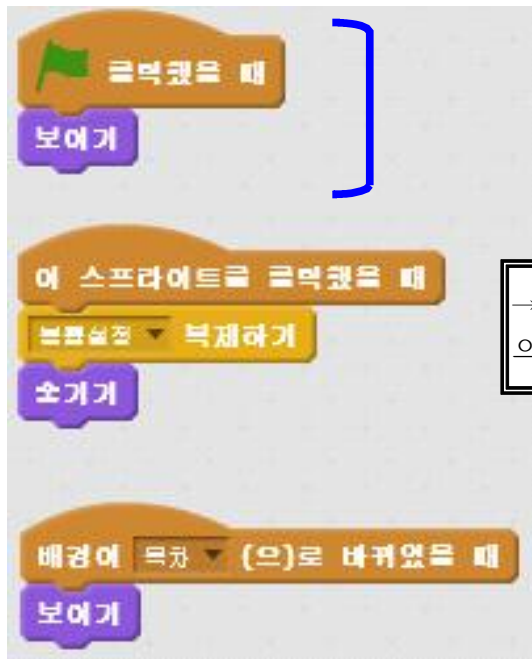 클릭했을 때
보이기
이 스프라이트를 클릭했을 때
복제하기
숨기기
배경이 목차 (으)로 바뀌었을 때
보이기